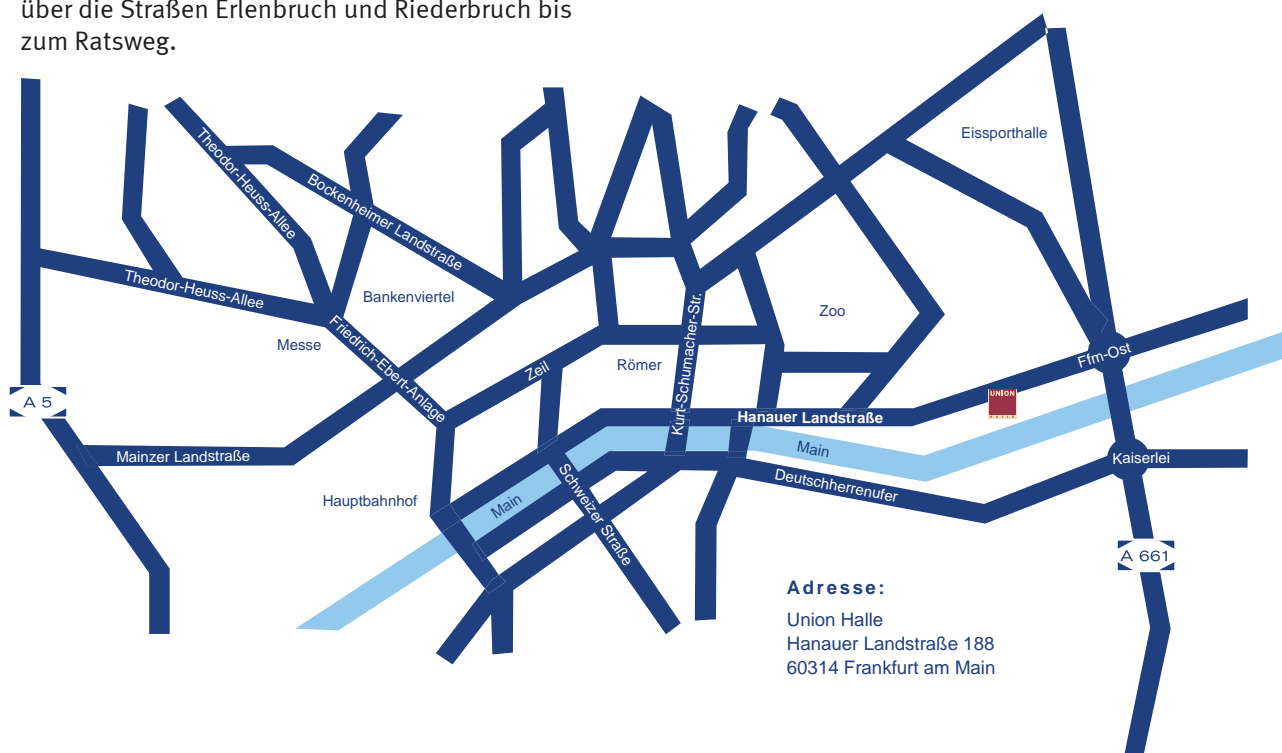 über die Straßen Erlenbruch und Riederbruch bis
zum Ratsweg.
Eissporthalle
Theodor-Heuss-Allee
Bockenheimer Landstraße
Theodor-Heuss-Allee
Bankenviertel
Zoo
Messe
Friedrich-Ebert-Anlage
Kurt-Schumacher-Str.
Zeil
Römer
Ffm-Ost
A 5
UNION
HALLE
Hanauer Landstraße
Mainzer Landstraße
Main
Kaiserlei
Deutschherrenufer
Hauptbahnhof
Main
Schweizer Straße
A 661
Adresse:
Union Halle
Hanauer Landstraße 188
60314 Frankfurt am Main